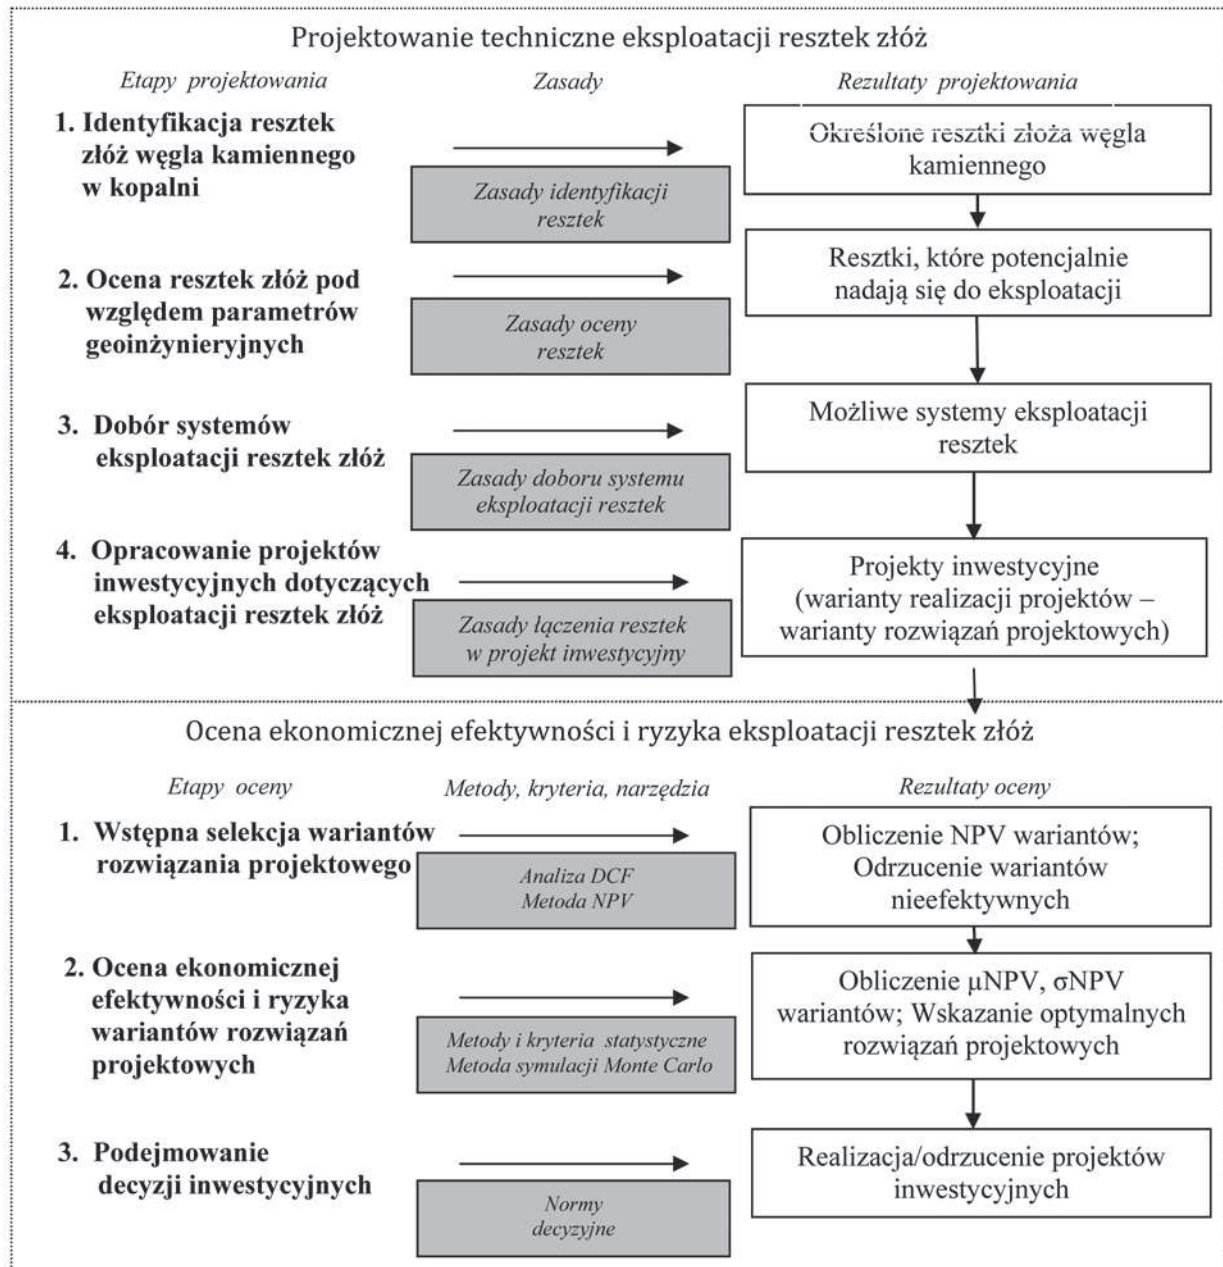 Projektowanie techniczne eksploatacji resztek złóż
Etapy projektowania
Zasady
Rezultaty projektowania
1. Identyfikacja resztek
złóż węgla kamiennego
w kopalni
Zasady identyfikacji
resztek
Określone resztki złoża węgla
kamiennego
2. Ocena resztek złóż pod
względem parametrów
geoinżynieryjnych
Zasady oceny
resztek
Resztki, które potencjalnie
nadają się do eksploatacji
3. Dobór systemów
eksploatacji resztek złóż
Zasady doboru systemu
eksploatacji resztek
Możliwe systemy eksploatacji
resztek
4. Opracowanie projektów
inwestycyjnych dotyczących
eksploatacji resztek złóż
Zasady łączenia resztek
w projekt inwestycyjny
Projekty inwestycyjne
(warianty realizacji projektów –
warianty rozwiązań projektowych)
Ocena ekonomicznej efektywności i ryzyka eksploatacji resztek złóż
Etapy oceny
Metody, kryteria, narzędzia
Rezultaty oceny
1. Wstępna selekcja wariantów
rozwiązania projektowego
Analiza DCF
Metoda NPV
Obliczenie NPV wariantów;
Odrzucenie wariantów
nieefektywnych
2. Ocena ekonomicznej
efektywności i ryzyka
wariantów rozwiązań
projektowych
Metody i kryteria statystyczne
Metoda symulacji Monte Carlo
Obliczenie μNPV, σNPV
wariantów; Wskazanie optymalnych
rozwiązań projektowych
3. Podejmowanie
decyzji inwestycyjnych
Normy
decyzyjne
Realizacja/odrzucenie projektów
inwestycyjnych